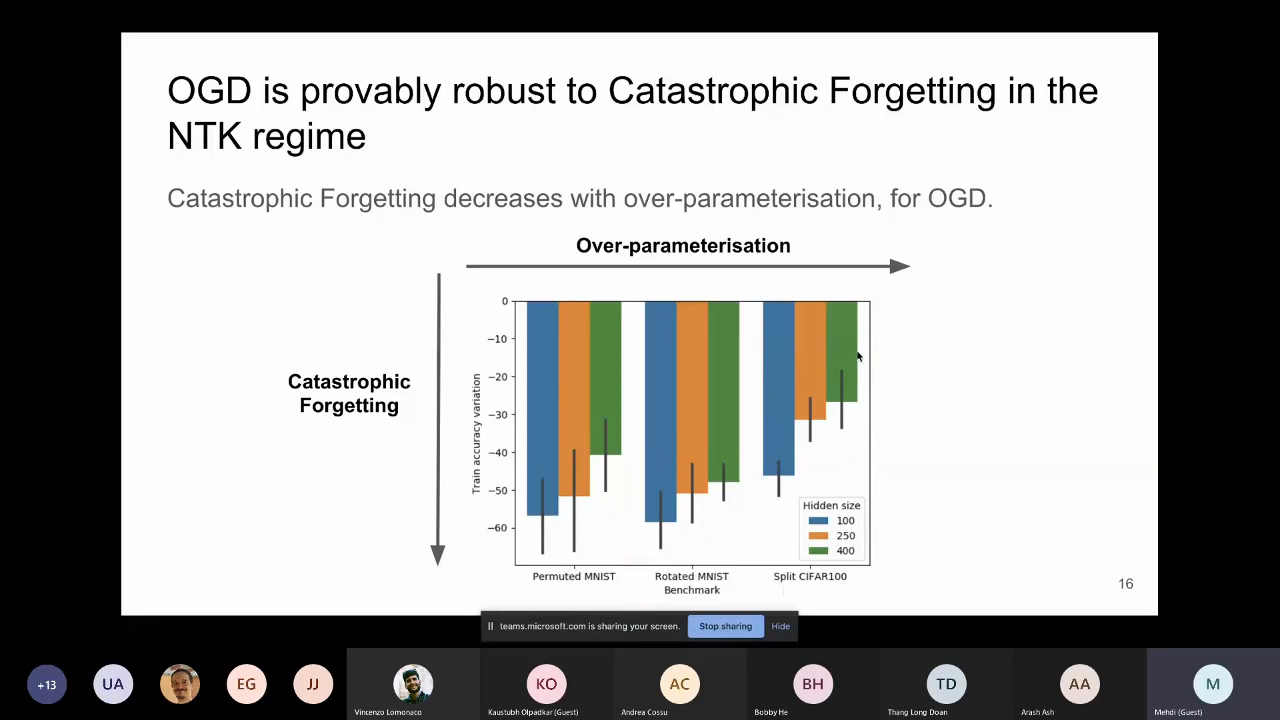 OGD is provably robust to Catastrophic Forgetting in the
NTK regime
Catastrophic Forgetting decreases with over-parameterisation, for OGD.
Over-parameterisation
Catastrophic
Forgetting
Train accuracy variation
0
−10
−20
−30
−40
−50
−60
Hidden size
100
250
400
Permuted MNIST
Rotated MNIST
Split CIFAR100
Benchmark
16
teams.microsoft.com is sharing your screen.
Stop sharing
Hide
+13
UA
EG
JJ
Vincenzo Lomonaco
KO
Kaustubh Olpadkar (Guest)
AC
Andrea Cossu
BH
Bobby He
TD
Thang Long Doan
AA
Arash Ash
M
Mehdi (Guest)